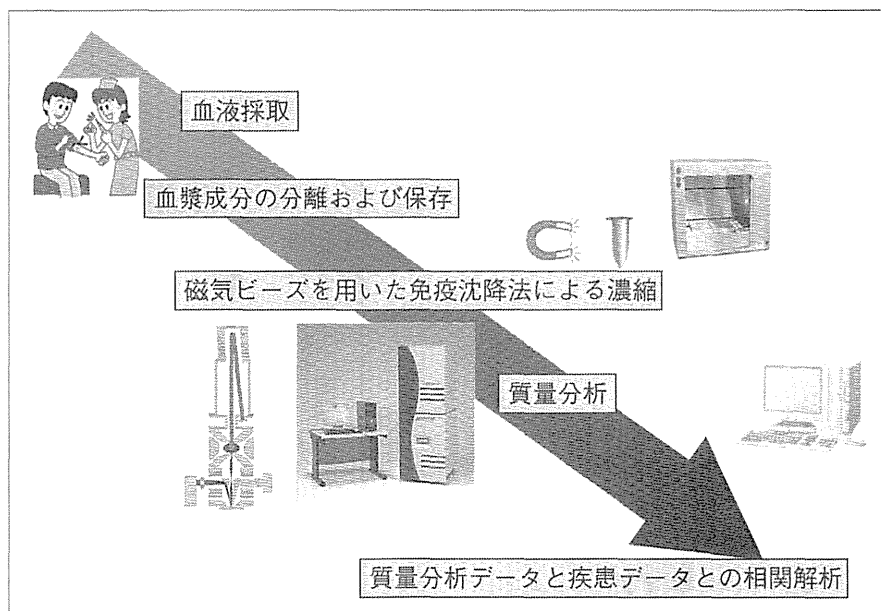 血液採取
血漿成分の分離および保存
磁気ビーズを用いた免疫沈降法による濃縮
質量分析
質量分析データと疾患データとの相関解析